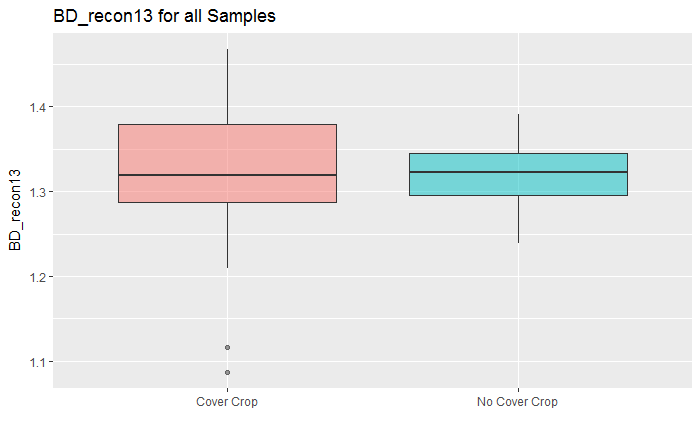 BD_recon13 for all Samples
BD_recon13
1.4
1.3
1.2
1.1
Cover Crop
No Cover Crop